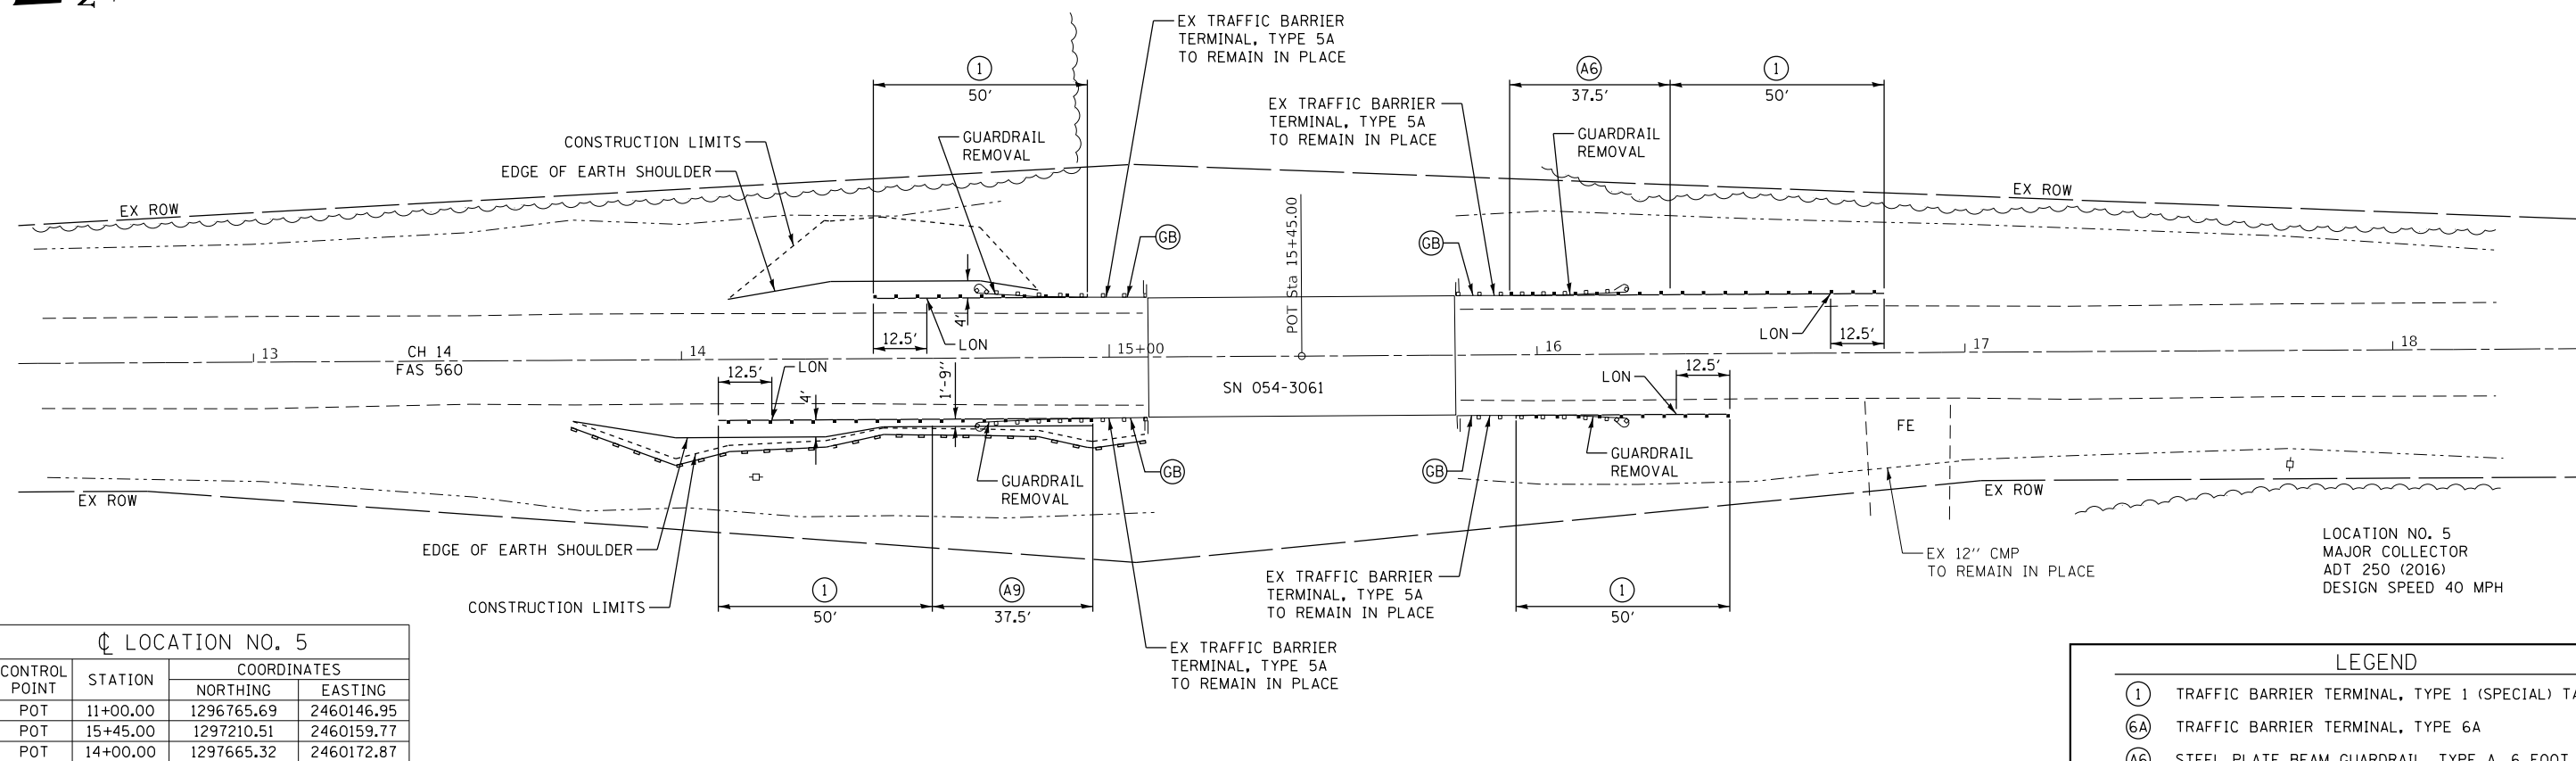 EX TRAFFIC BARRIER
TERMINAL, TYPE 5A
TO REMAIN IN PLACE
1
50'
A6
37.5'
1
50'
EX TRAFFIC BARRIER
TERMINAL, TYPE 5A
TO REMAIN IN PLACE
GUARDRAIL
REMOVAL
GUARDRAIL
REMOVAL
CONSTRUCTION LIMITS
EDGE OF EARTH SHOULDER
EX ROW
EX ROW
GB
GB
POT Sta 15+45.00
4'
12.5'
LON
LON
12.5'
13
CH 14
FAS 560
14
15+00
16
17
18
12.5'
LON
4'
1'-9"
SN 054-3061
LON
12.5'
FE
GUARDRAIL
REMOVAL
GB
GB
GUARDRAIL
REMOVAL
EX ROW
EX ROW
EDGE OF EARTH SHOULDER
CONSTRUCTION LIMITS
1
50'
A9
37.5'
EX TRAFFIC BARRIER
TERMINAL, TYPE 5A
TO REMAIN IN PLACE
1
50'
EX 12" CMP
TO REMAIN IN PLACE
LOCATION NO. 5
MAJOR COLLECTOR
ADT 250 (2016)
DESIGN SPEED 40 MPH
EX TRAFFIC BARRIER
TERMINAL, TYPE 5A
TO REMAIN IN PLACE
℄ LOCATION NO. 5
CONTROL POINT STATION COORDINATES
NORTHING EASTING
POT 11+00.00 1296765.69 2460146.95
POT 15+45.00 1297210.51 2460159.77
POT 14+00.00 1297665.32 2460172.87
LEGEND
1 TRAFFIC BARRIER TERMINAL, TYPE 1 (SPECIAL)
6A TRAFFIC BARRIER TERMINAL, TYPE 6A
A6 STEEL PLATE BEAM GUARDRAIL, TYPE A, 6 FOOT